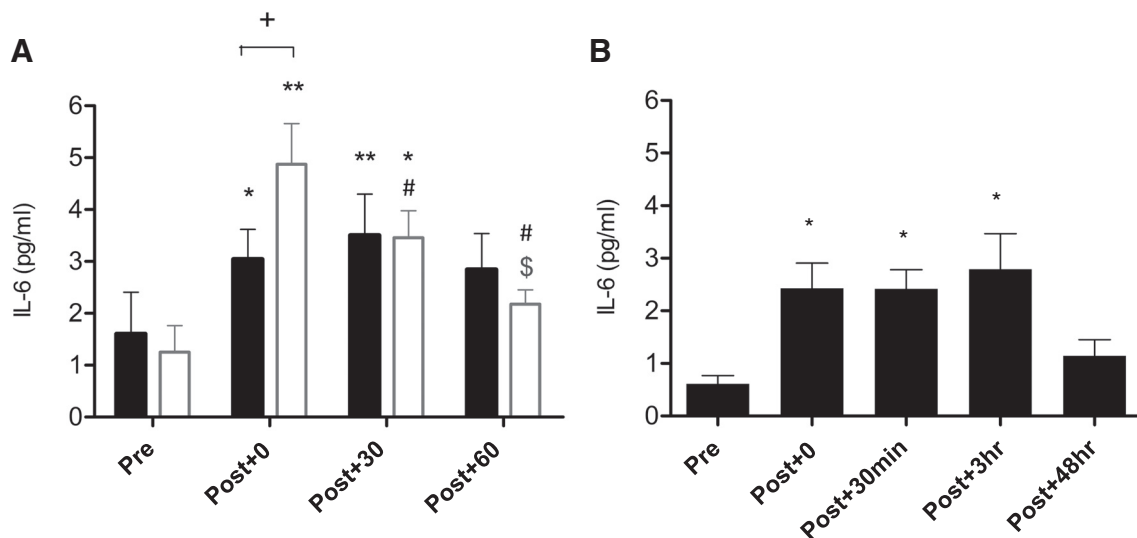 A
+
**
*
**
*
#
#
$
IL-6 (pg/ml)
6
5
4
3
2
1
0
Pre
Post+0
Post+30
Post+60
B
*
*
*
IL-6 (pg/ml)
6
5
4
3
2
1
0
Pre
Post+0
Post+30min
Post+3hr
Post+48hr